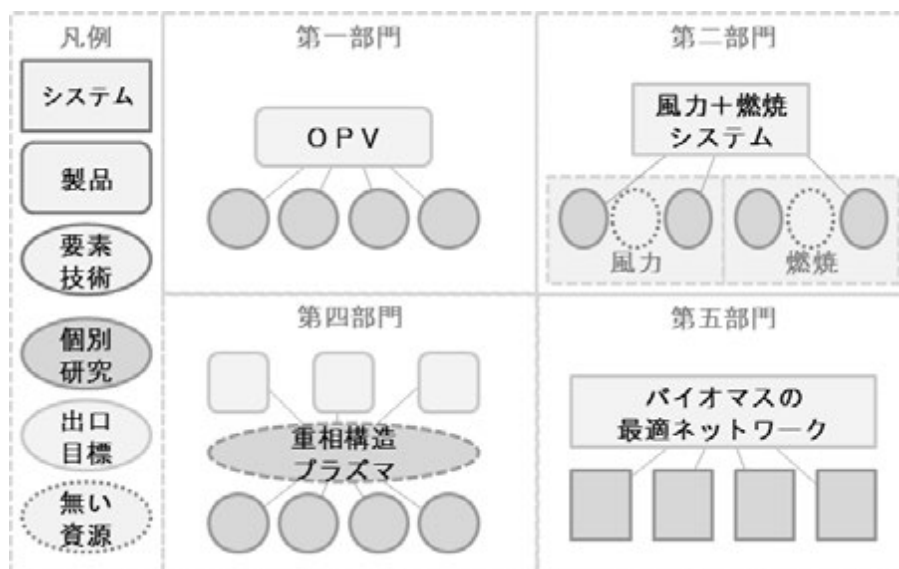 凡例
システム
製品
要素
技術
個別
研究
出口
目標
無い
資源
第一部門
OPV
第二部門
風力+燃焼
システム
風力
燃焼
第四部門
重相構造
プラズマ
第五部門
バイオマスの
最適ネットワーク